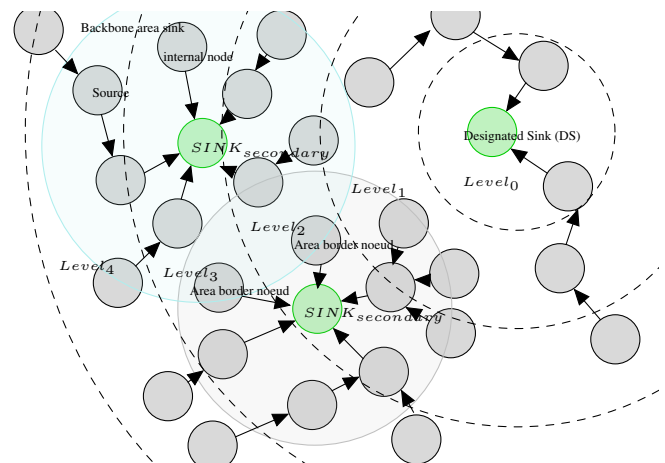 Backbone area sink
internal node
Source
Designated Sink (DS)
SINK_secondary
Level_0
Level_1
Level_2
Area border noeud
Level_4
Level_3
Area border noeud
SINK_secondary